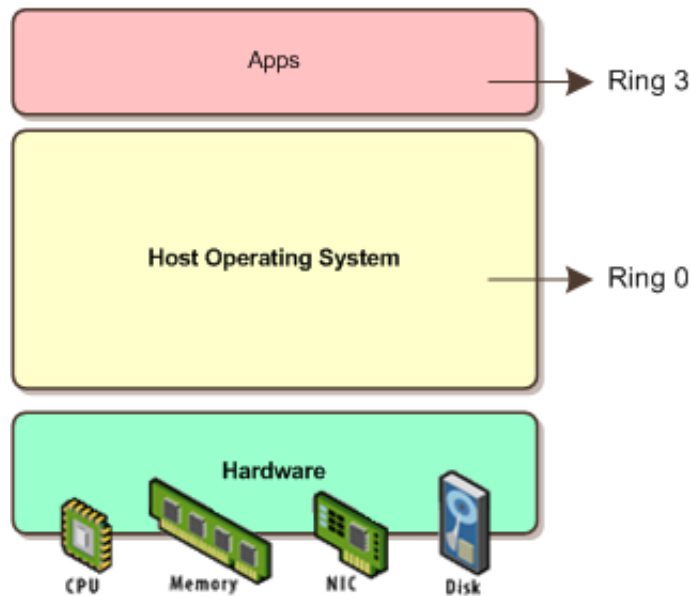 Apps
Ring 3
Host Operating System
Ring 0
Hardware
CPU
Memory
NIC
Disk